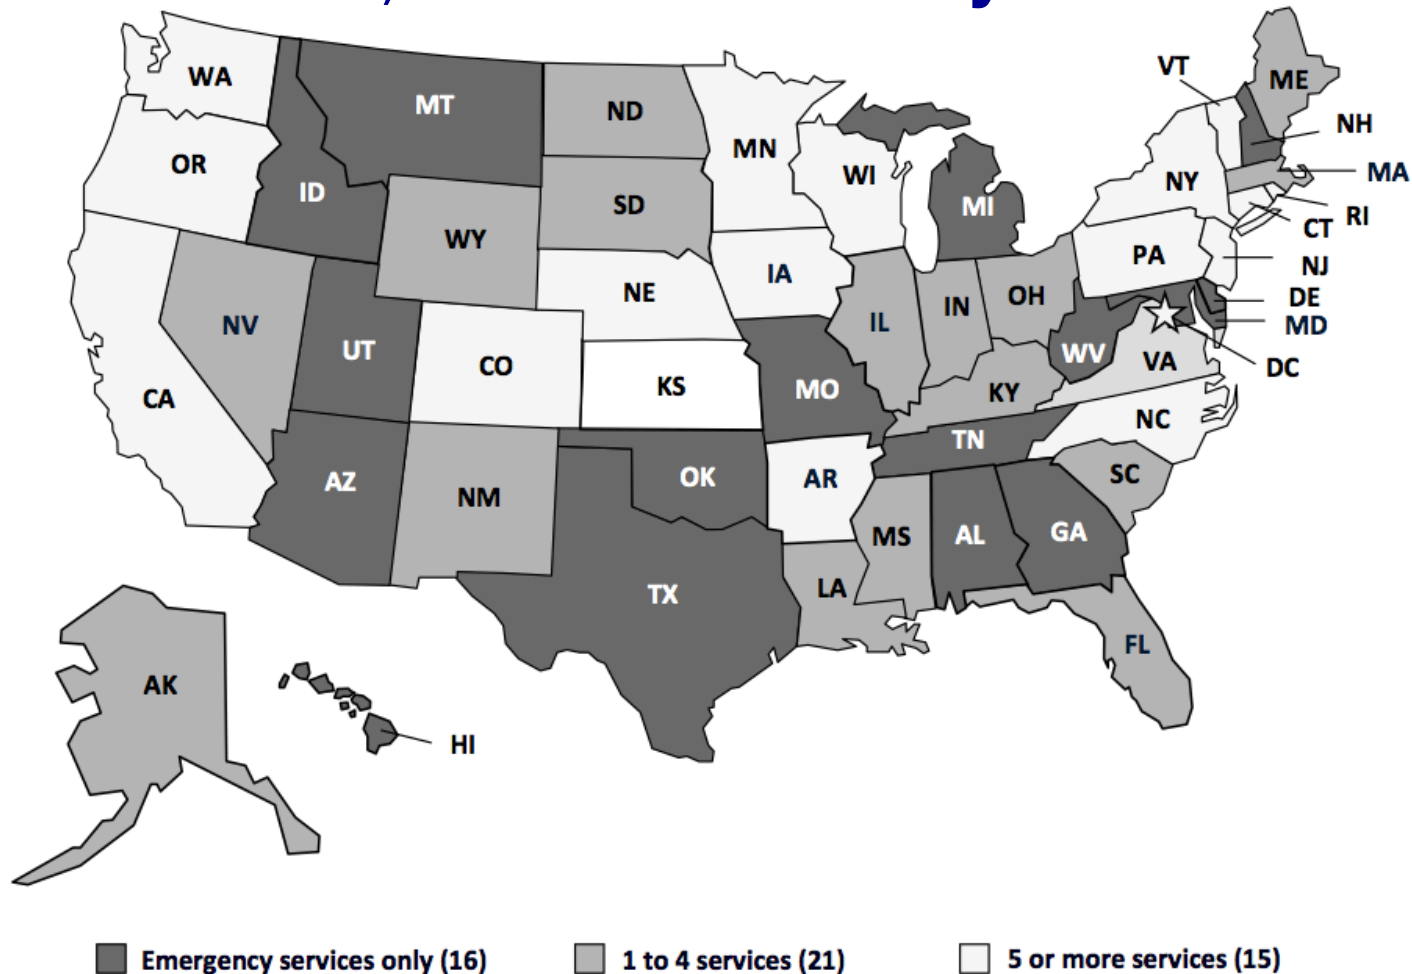 WA
MT
ND
MN
VT
ME
NH
OR
ID
WI
NY
MA
SD
MI
RI
WY
CT
IA
PA
NJ
NE
OH
IN
DE
NV
IL
MD
UT
CO
WV
VA
DC
KS
MO
KY
CA
NC
TN
AZ
NM
OK
AR
SC
MS
AL
GA
TX
LA
FL
AK
HI
Emergency services only (16)
1 to 4 services (21)
5 or more services (15)